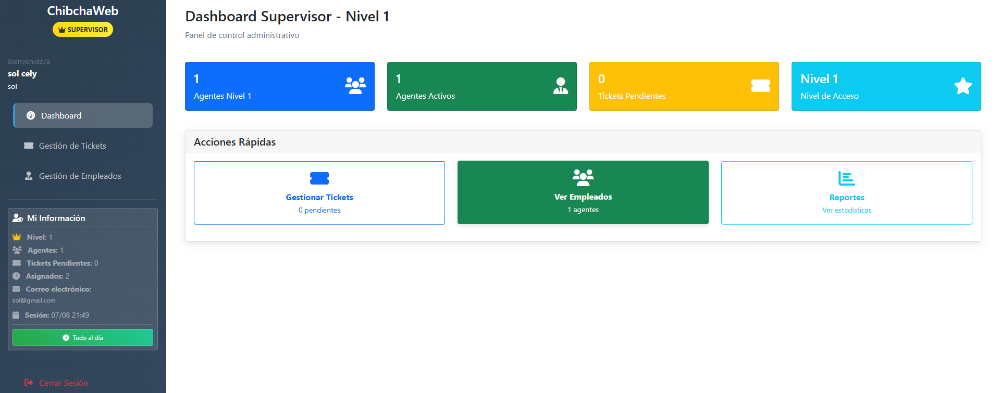 ChibchaWeb
SUPERVISOR
Bienvenido/a
sol cely
sol
Dashboard
Gestión de Tickets
Gestión de Empleados
Mi Información
Nivel: 1
Agentes: 1
Tickets Pendientes: 0
Asignados: 2
Correo electrónico:
sol@gmail.com
Sesión: 07/08 21:49
Todo al día
Cerrar Sesión
Dashboard Supervisor - Nivel 1
Panel de control administrativo
1
Agentes Nivel 1
1
Agentes Activos
0
Tickets Pendientes
Nivel 1
Nivel de Acceso
Acciones Rápidas
Gestionar Tickets
0 pendientes
Ver Empleados
1 agentes
Reportes
Ver estadísticas